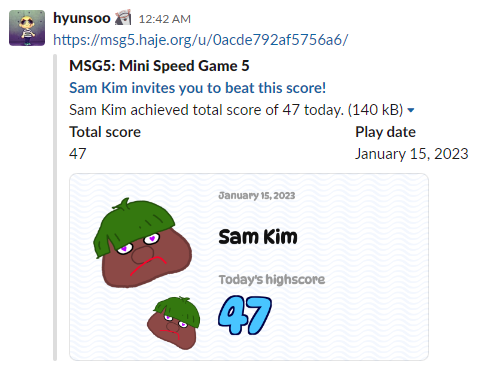 hyunsoo 12:42 AM
https://msg5.haje.org/u/0acde792af5756a6/
MSG5: Mini Speed Game 5
Sam Kim invites you to beat this score!
Sam Kim achieved total score of 47 today. (140 kB)
Total score Play date
47 January 15, 2023
January 15, 2023
Sam Kim
Today's highscore
47